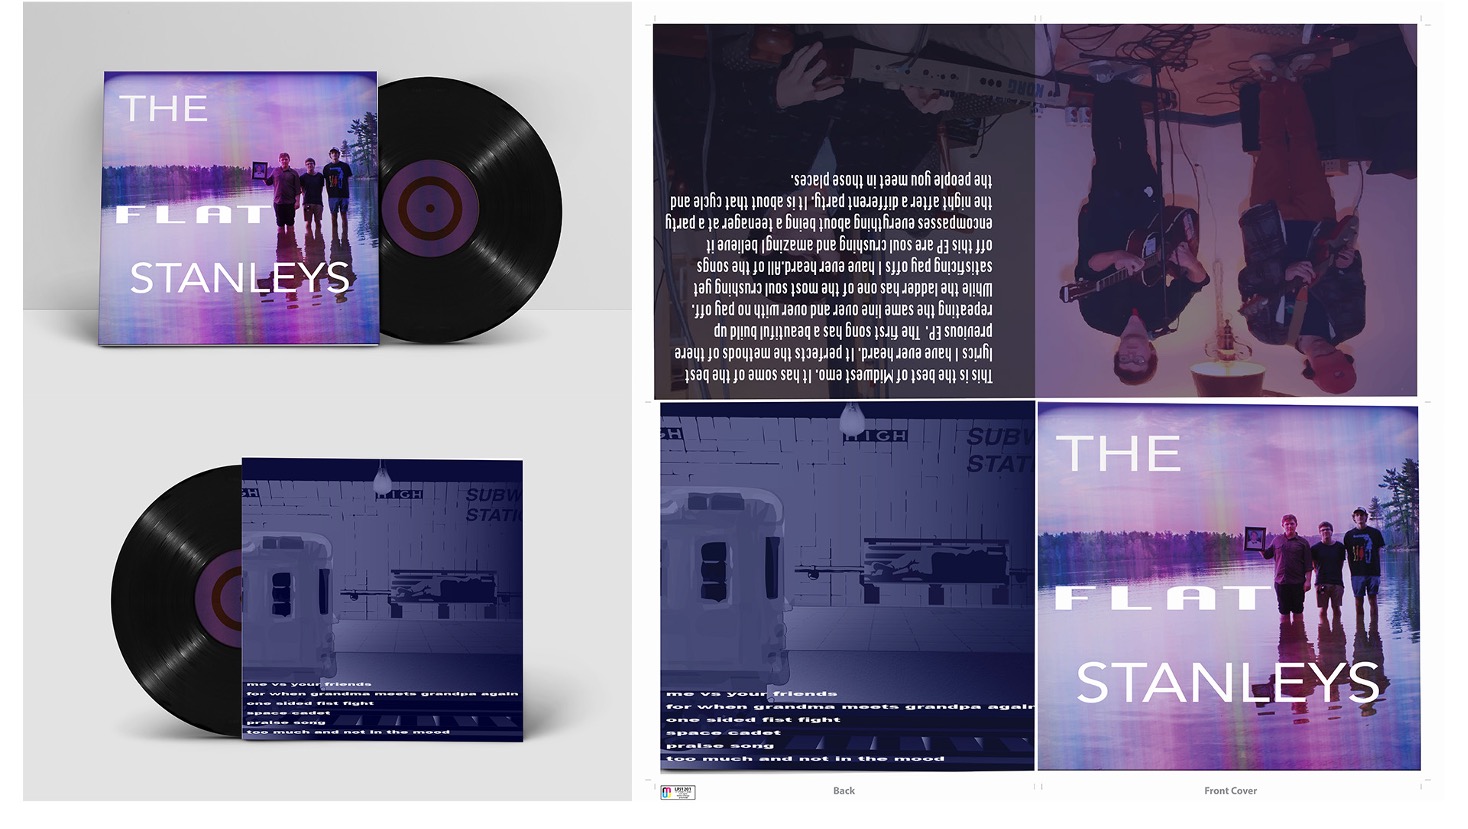 THE
FLAT
STANLEYS
HIGH
SUBW
STATIO
me vs your friends
for when grandma meets grandpa again
one sided fist fight
space cadet
praise song
too much and not in the mood
KORG
This is the best of Midwest emo. It has some of the best
lyrics I have ever heard. It perfects the methods of there
previous EP. The first song has a beautiful build up
repeating the same line over and over with no pay off.
While the ladder has one of the most soul crushing yet
satisficing pay offs I have ever heard.All of the songs
off this EP are soul crushing and amazing.I believe it
encompasses everything about being a teenager at a party
the night after a different party. It is about that cycle and
the people you meet in those places.
GH
HIGH
SUBW
STATI
me vs your friends
for when grandma meets grandpa again
one sided fist fight
space cadet
praise song
too much and not in the mood
THE
FLAT
STANLEYS
Back
Front Cover